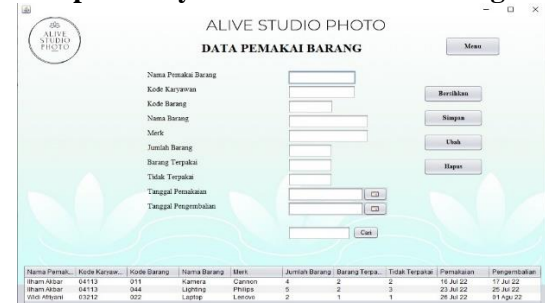 ALIVE
STUDIO
PHOTO
ALIVE STUDIO PHOTO
DATA PEMAKAI BARANG
Menu
Nama Pemakai Barang
Kode Karyawan
Kode Barang
Nama Barang
Merk
Jumlah Barang
Barang Terpakai
Tidak Terpakai
Tanggal Pemakaian
Tanggal Pengembalian
Bersihkan
Simpan
Ubah
Hapus
Cari
Nama Pemak... Kode Karyaw... Kode Barang Nama Barang Merk Jumlah Barang Barang Terpa... Tidak Terpakai Pemakaian Pengembalian
Ilham Akbar 04113 011 Kamera Cannon 4 2 2 16 Jul 22 17 Jul 22
Ilham Akbar 04113 044 Lighting Philips 5 2 3 23 Jul 22 25 Jul 22
Widi Afriyani 03212 022 Laptop Lenovo 2 1 1 28 Jul 22 01 Agu 22